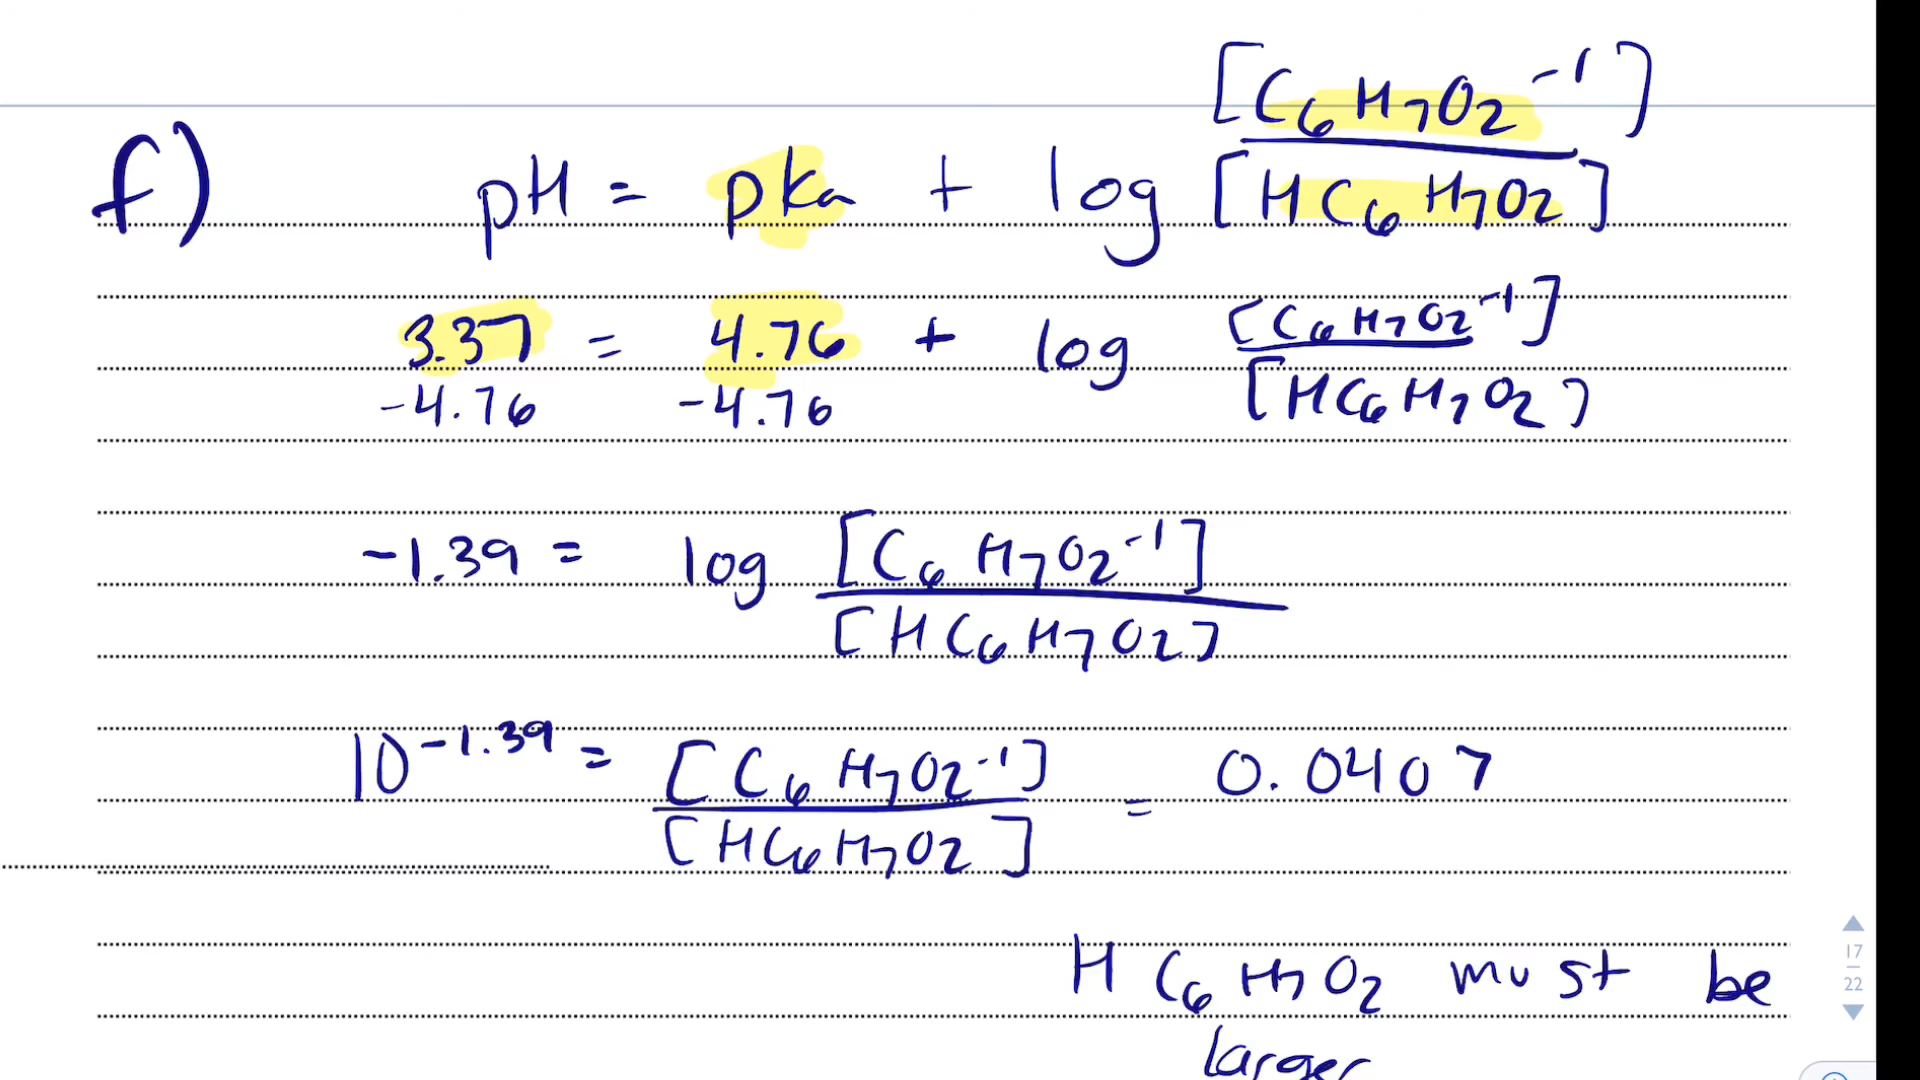 f) pH = pka + log [C₆H₇O₂⁻¹] / [HC₆H₇O₂]
3.37 = 4.76 + log [C₆H₇O₂⁻¹] / [HC₆H₇O₂]
-4.76 -4.76
-1.39 = log [C₆H₇O₂⁻¹] / [HC₆H₇O₂]
10⁻¹·³⁹ = [C₆H₇O₂⁻¹] / [HC₆H₇O₂] = 0.0407
HC₆H₇O₂ must be
larger
17
22